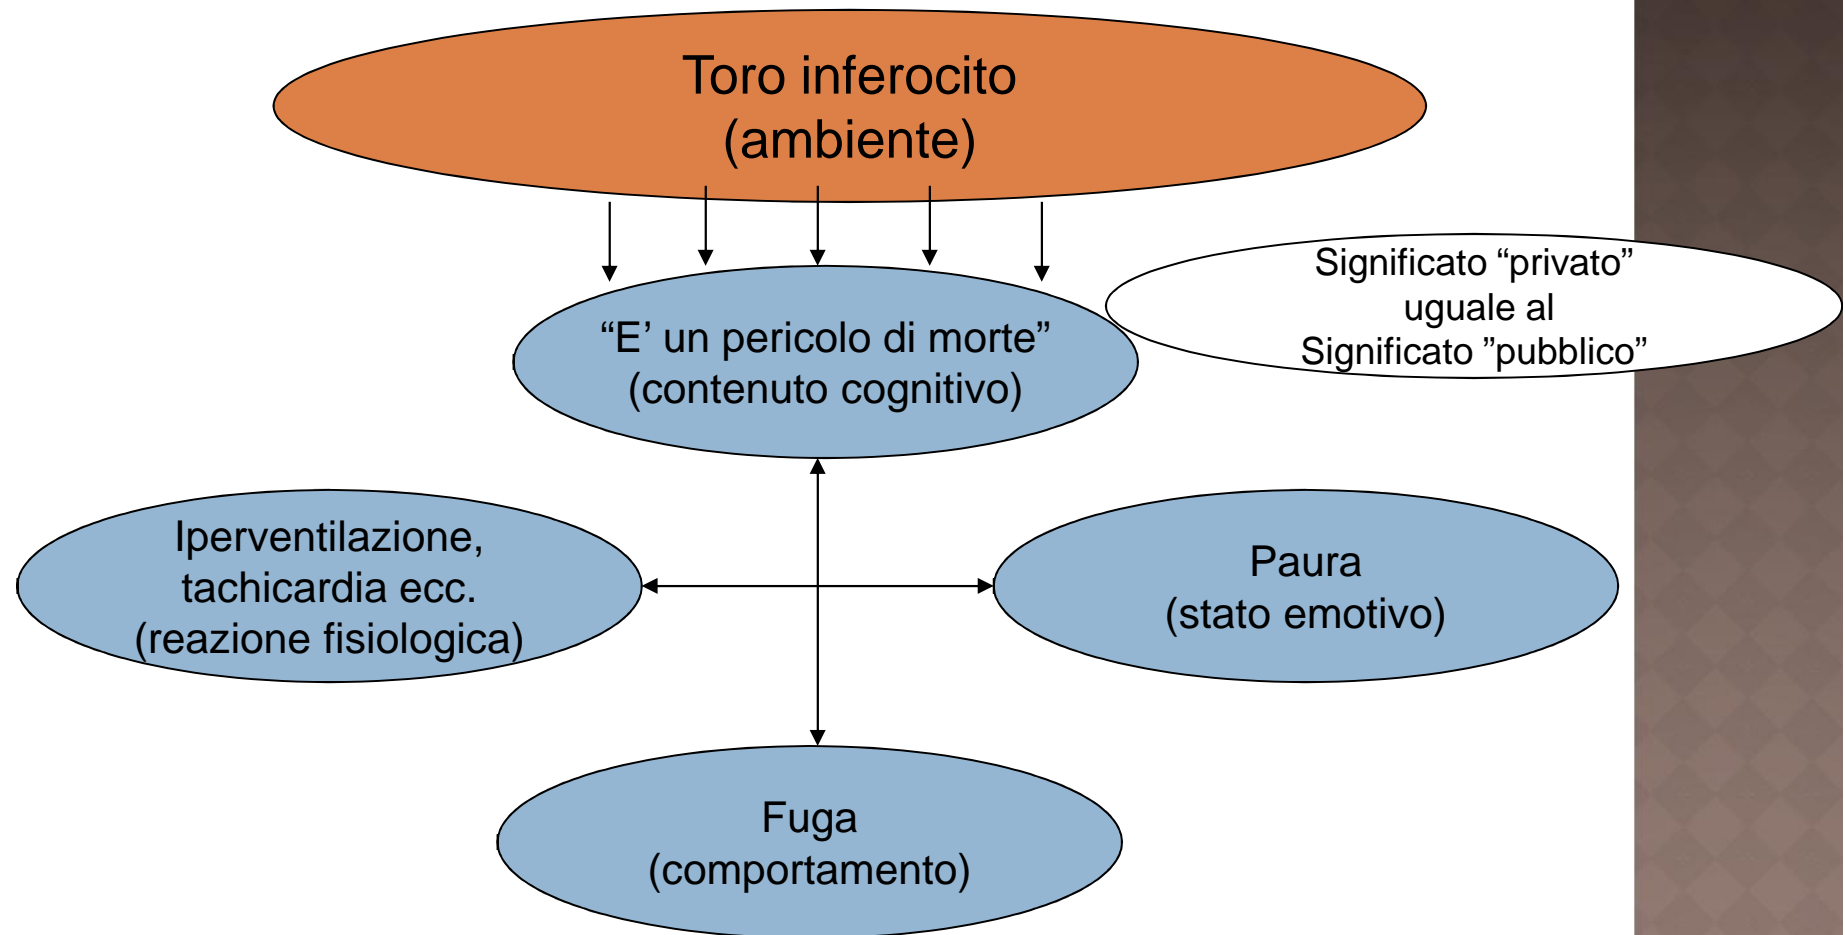 Toro inferocito
(ambiente)
Significato “privato”
uguale al
Significato ”pubblico”
“E’ un pericolo di morte”
(contenuto cognitivo)
Iperventilazione,
tachicardia ecc.
(reazione fisiologica)
Paura
(stato emotivo)
Fuga
(comportamento)